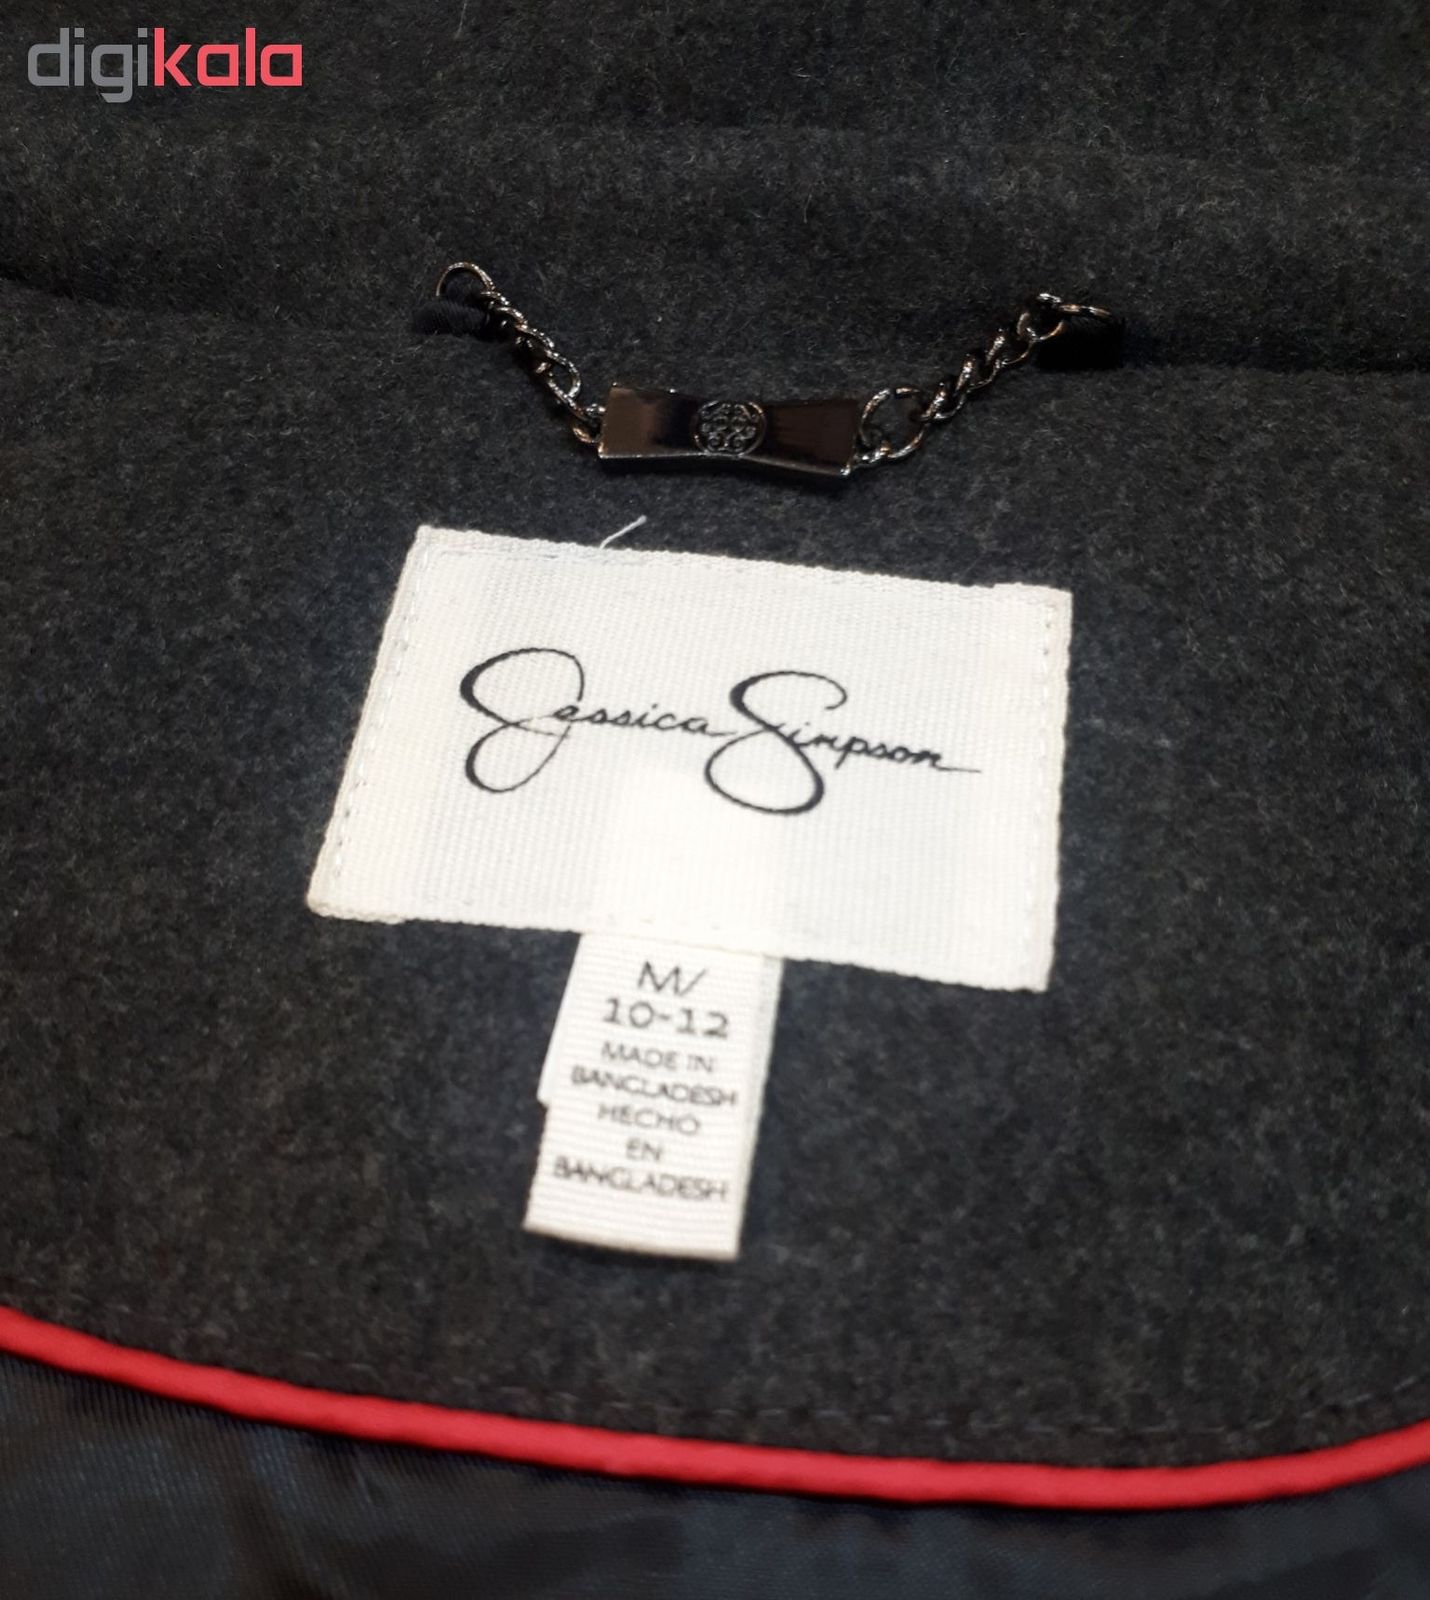 digikala
Jessica Simpson
M/
10-12
MADE IN
BANGLADESH
HECHO
EN
BANGLADESH